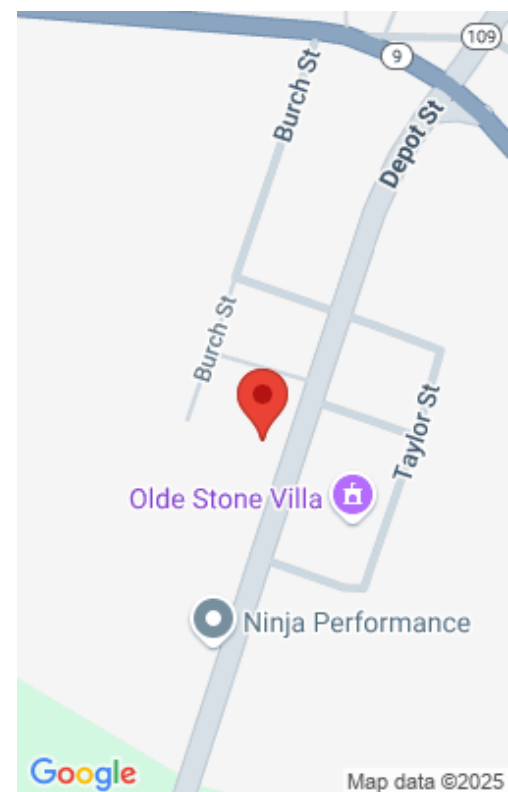 109
9
Burch St
Depot St
Burch St
Taylor St
Olde Stone Villa
Ninja Performance
Google
Map data ©2025